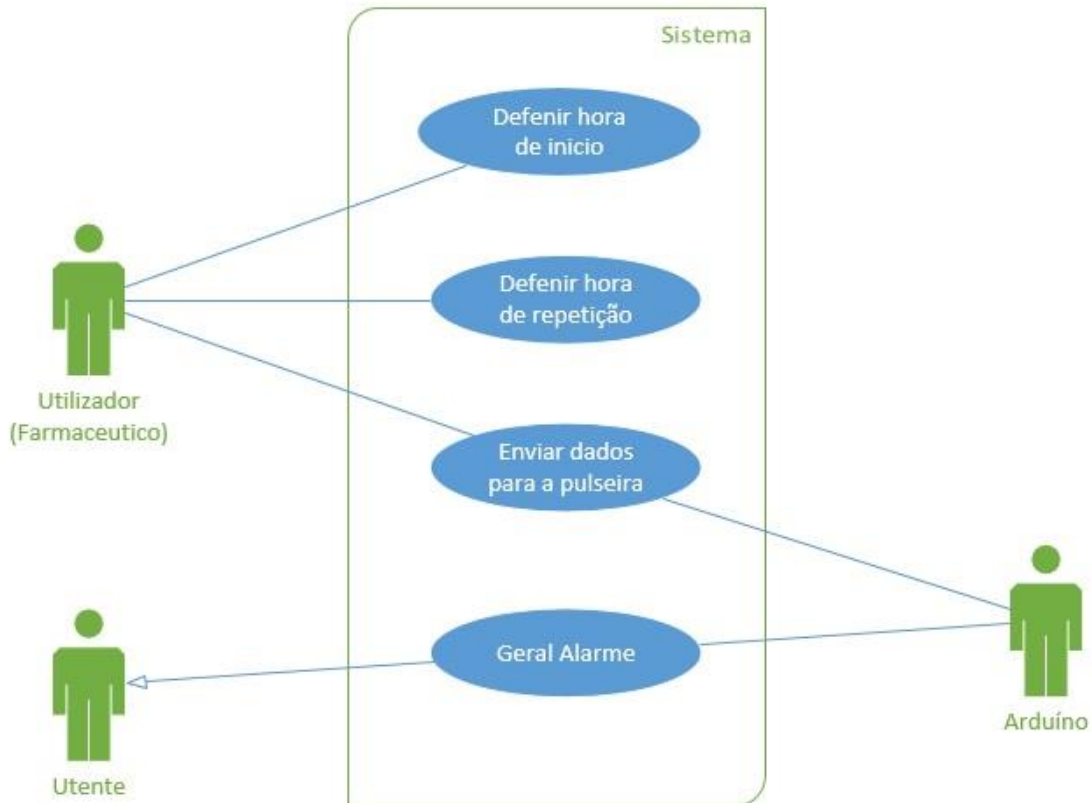 Sistema
Defenir hora
de inicio
Defenir hora
de repetição
Utilizador
(Farmaceutico)
Enviar dados
para a pulseira
Geral Alarme
Utente
Arduíno